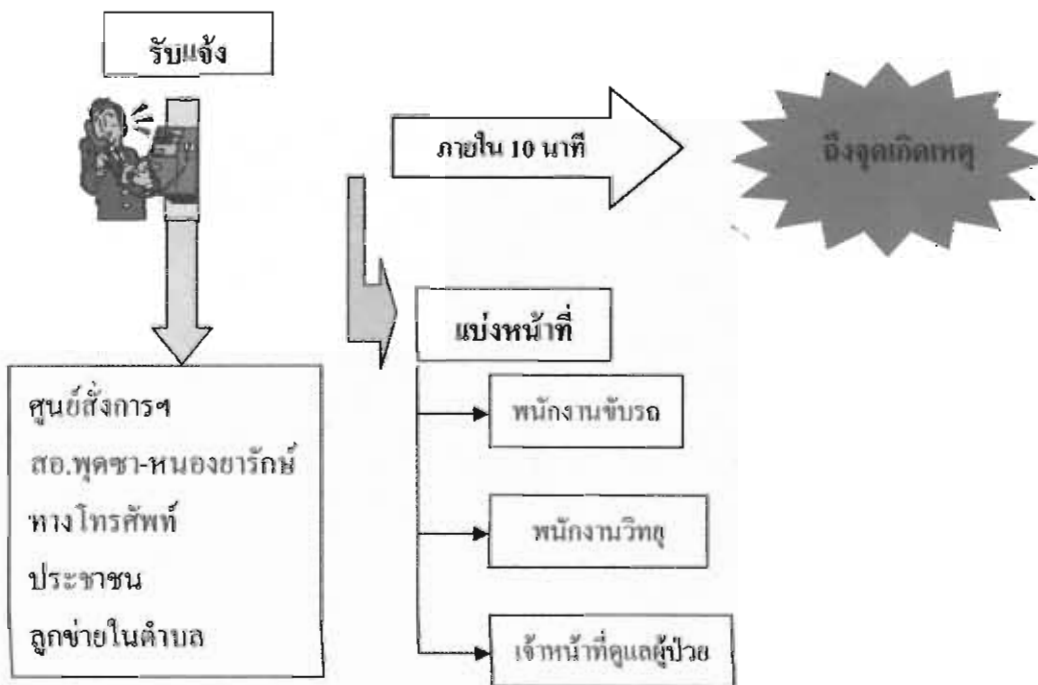 รับแจ้ง
ภายใน 10 นาที
ถึงจุดเกิดเหตุ
แบ่งหน้าที่
ศูนย์สั่งการฯ
สอ.พุดซา-หนองยารักษ์
ทางโทรศัพท์
ประชาชน
ลูกข่ายในตำบล
พนักงานขับรถ
พนักงานวิทยุ
เจ้าหน้าที่ดูแลผู้ป่วย